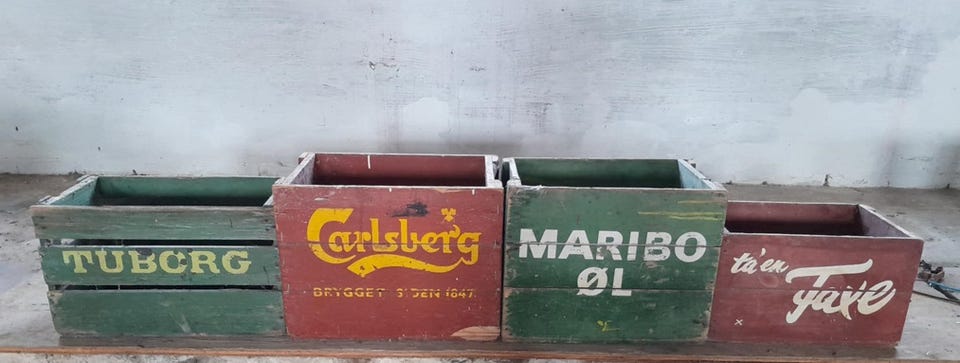 TUBORG
Carlsberg
BRYGGET SIDEN 1847
MARIBO
ØL
ta' en
Faxe